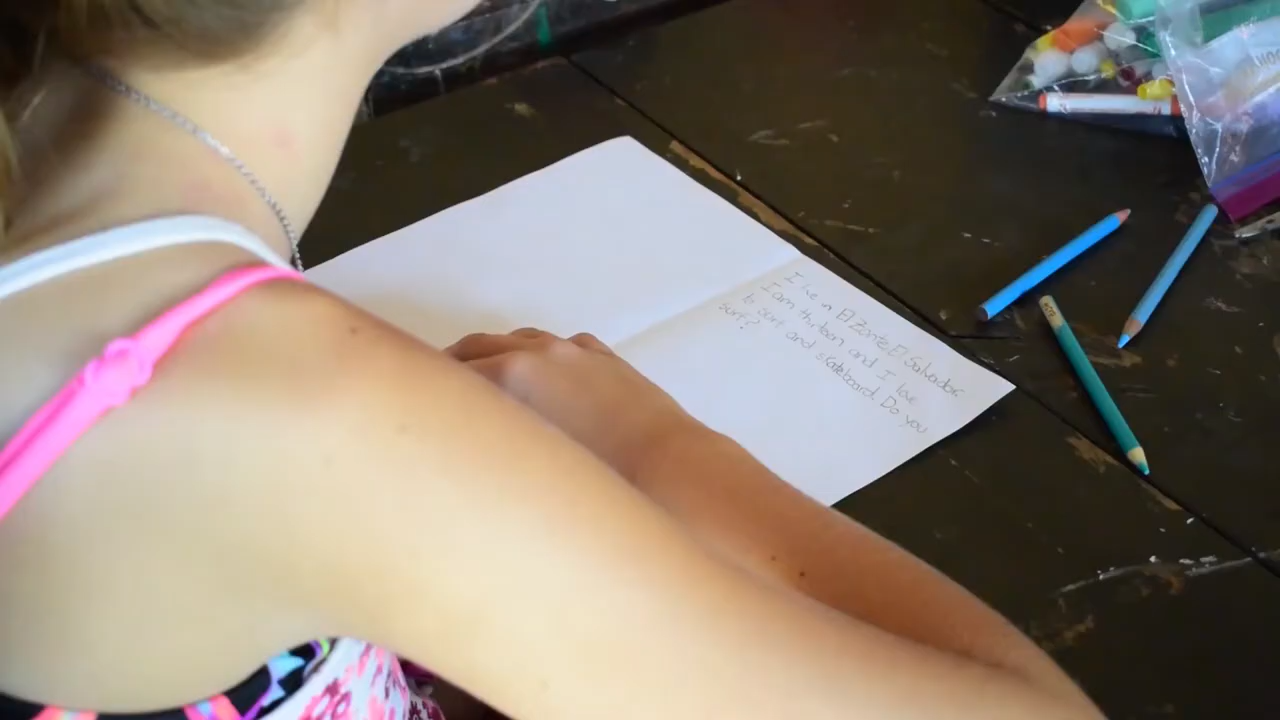 I live in El Zonte El Salvador.
I am thirteen and I love
to surf and skateboard. Do you
surf?